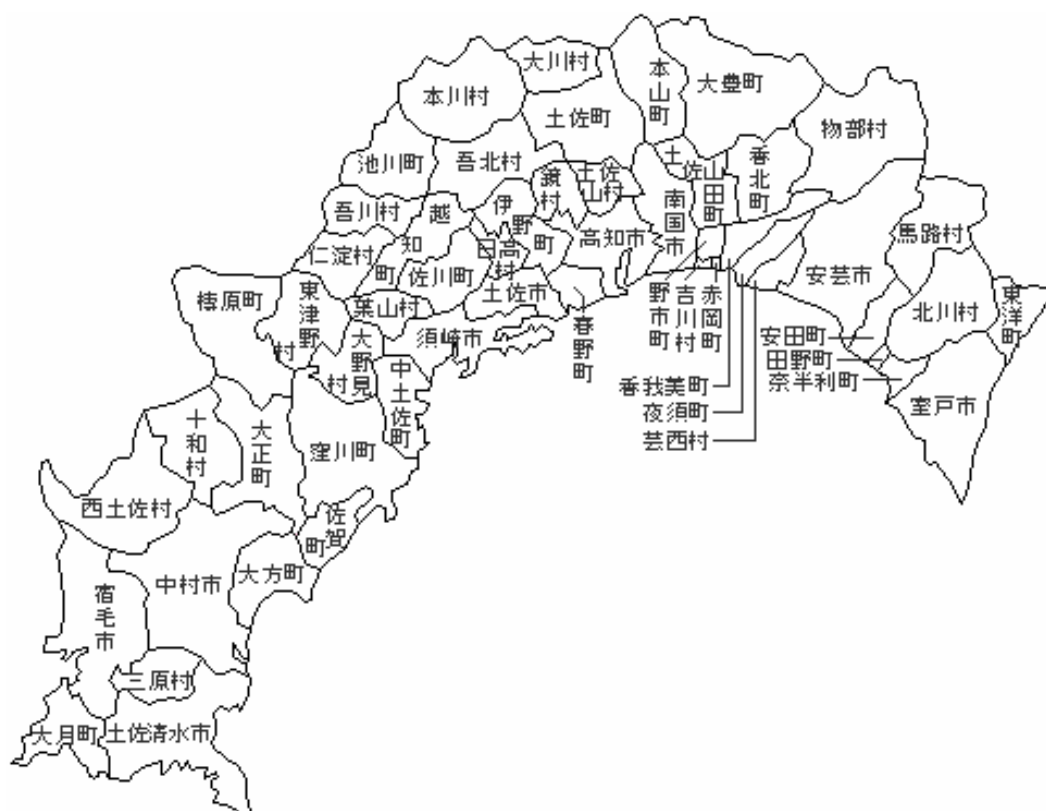 大川村
本山町
大豊町
本川村
土佐町
物部村
池川町
吾北村
鏡村
土佐山村
土佐山田町
香北町
吾川村
越知町
伊野町
高知市
南国市
馬路村
仁淀村
佐川町
日高村
安芸市
梼原町
東津野村
葉山村
土佐市
春野町
野市町
吉川村
赤岡町
北川村
東洋町
大野見村
須崎市
中土佐町
安田町
田野町
奈半利町
香我美町
夜須町
芸西村
室戸市
十和村
大正町
窪川町
西土佐村
佐賀町
中村市
大方町
宿毛市
三原村
大月町
土佐清水市